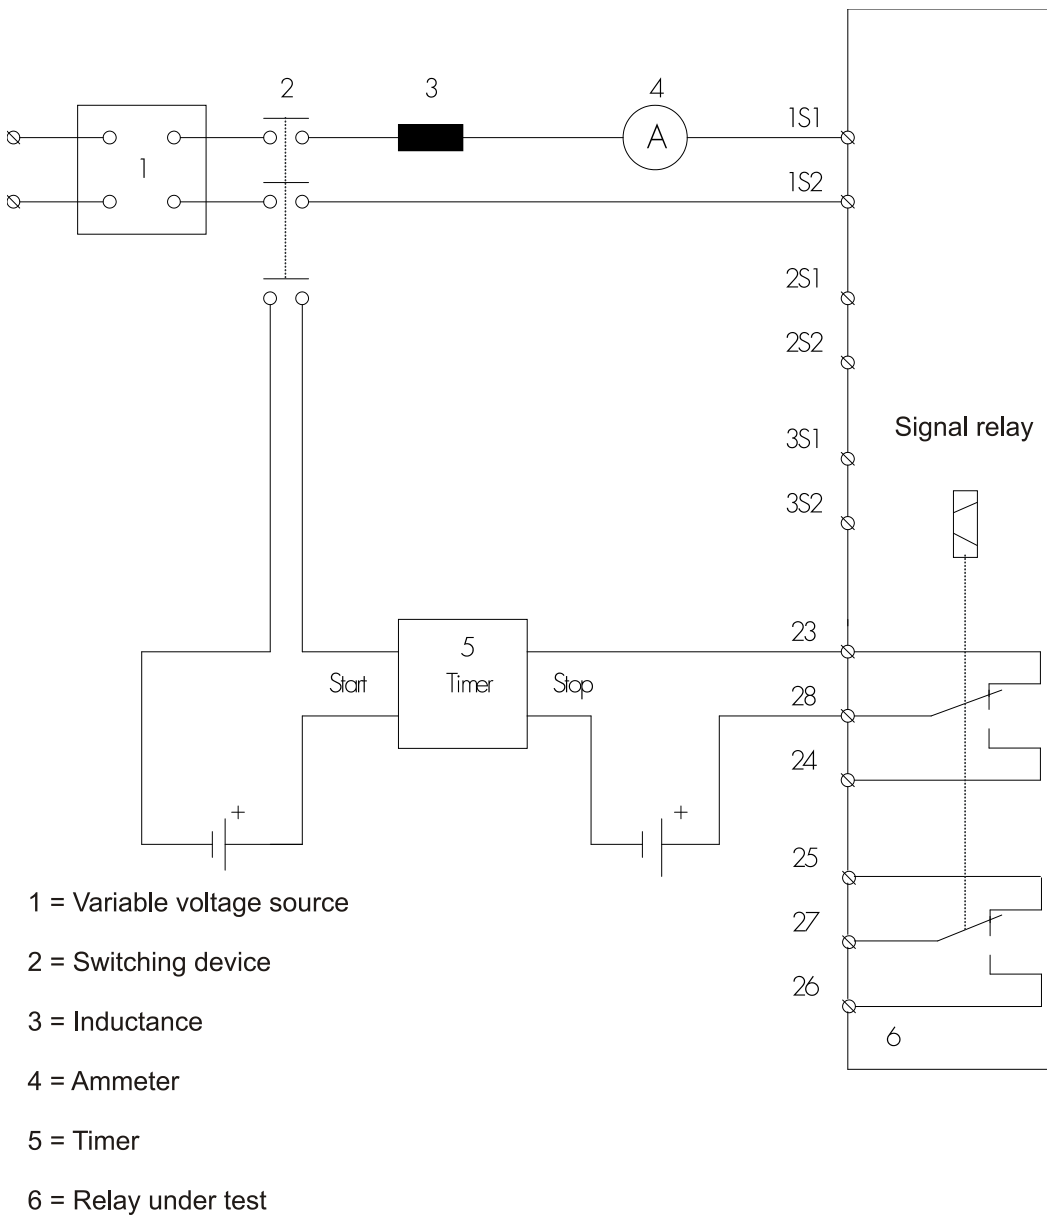 2
3
4
1S1
A
1
1S2
2S1
2S2
3S1
Signal relay
3S2
23
5
Start
Timer
Stop
28
24
+
+
25
1 = Variable voltage source
27
2 = Switching device
26
3 = Inductance
6
4 = Ammeter
5 = Timer
6 = Relay under test